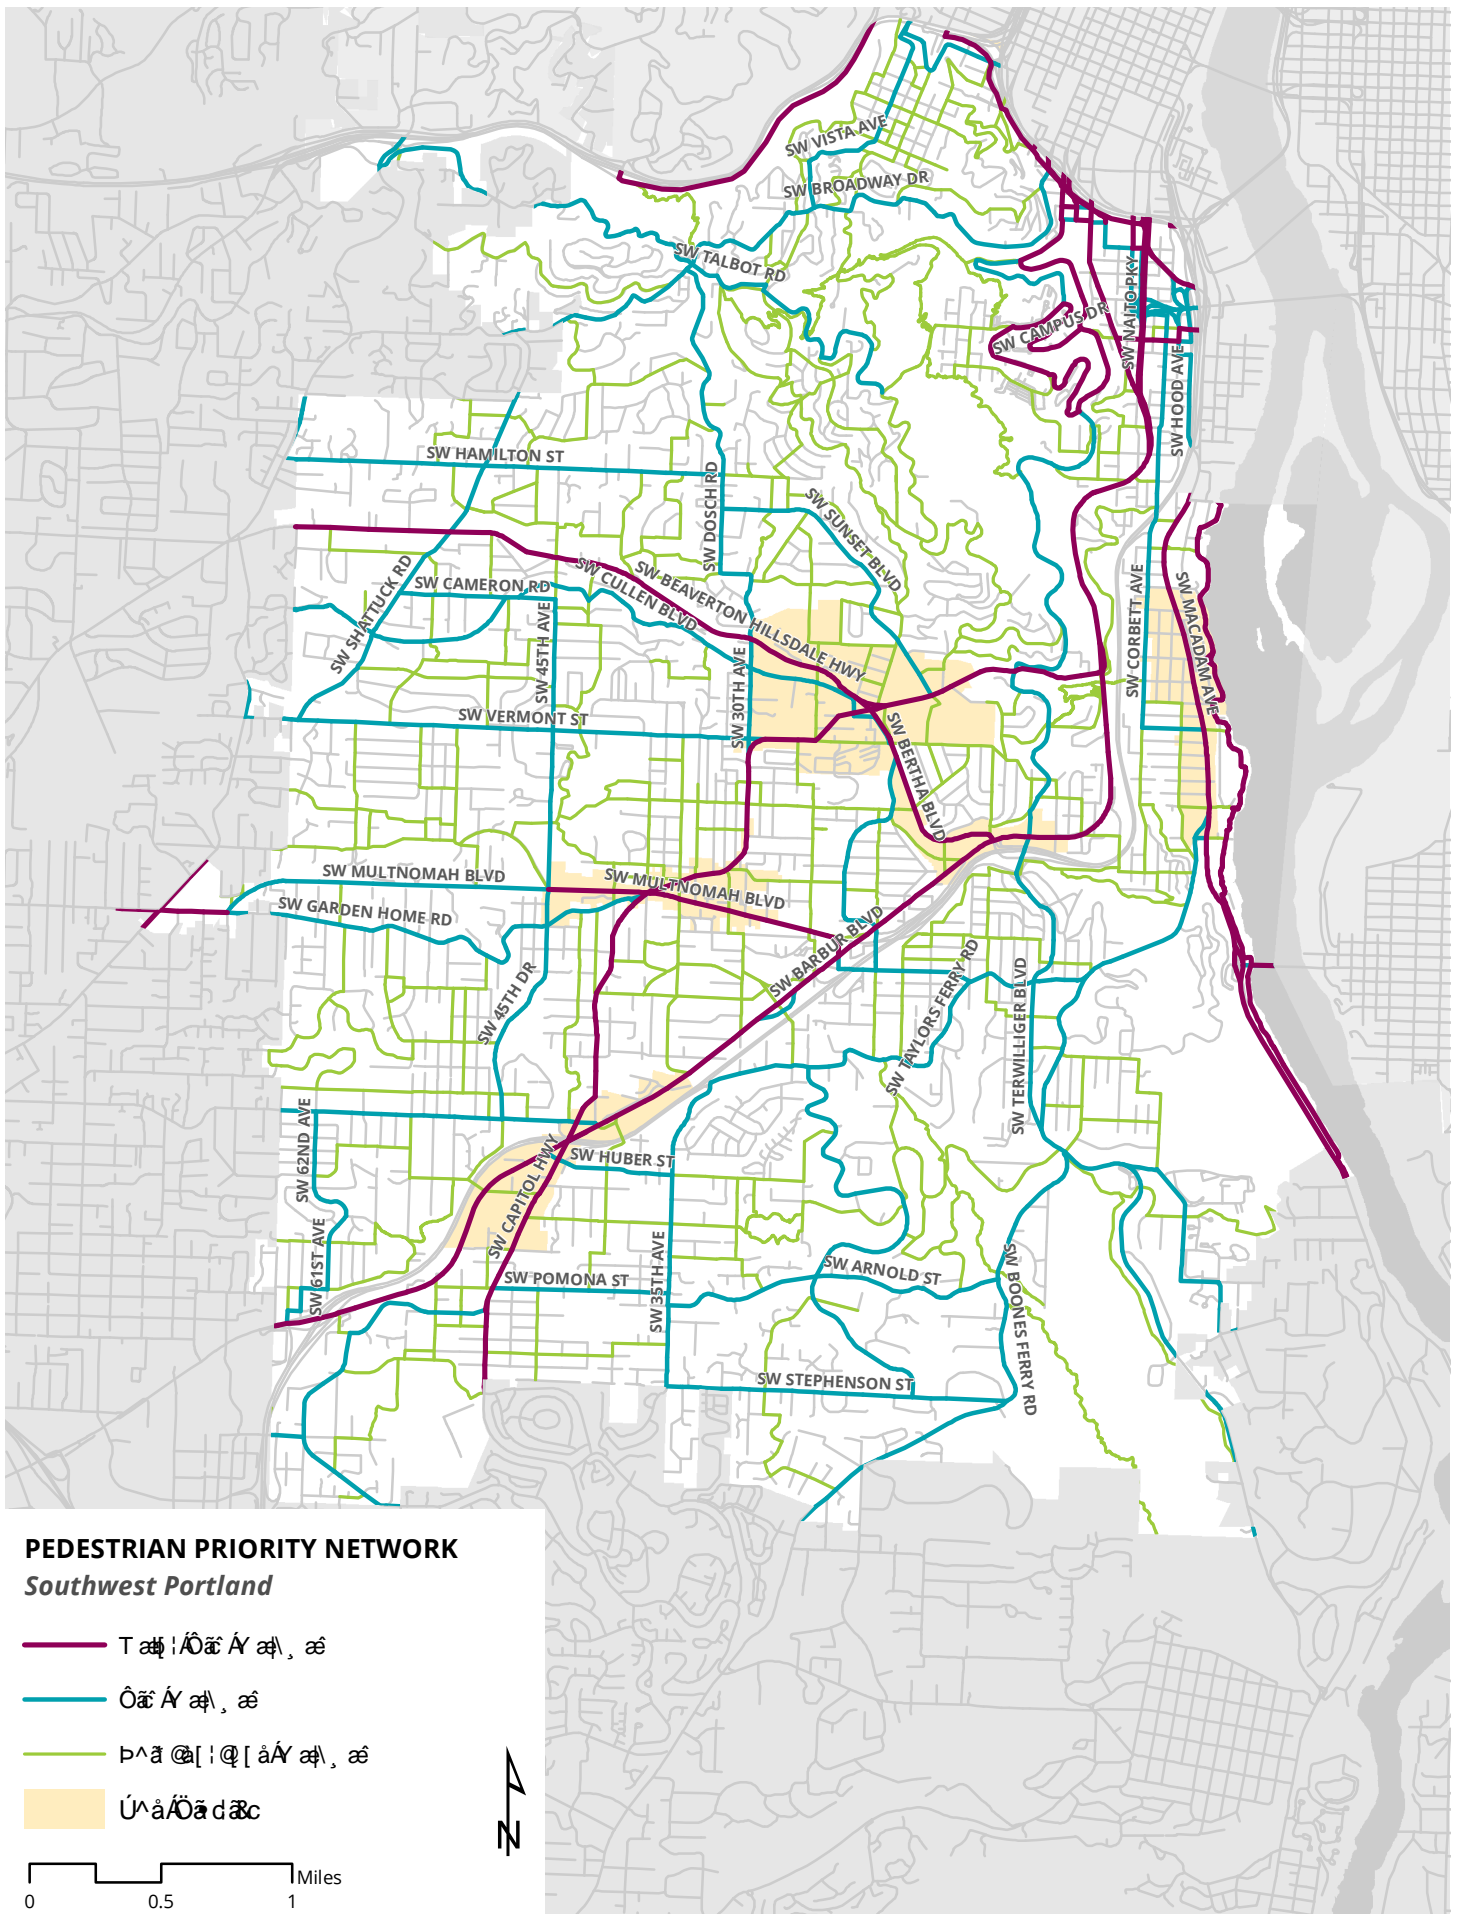 SW VISTA AVE
SW BROADWAY DR
SW TALBOT RD
SW NAITO PKY
SW CAMPUS DR
SW HOOD AVE
SW HAMILTON ST
SW DOSCH RD
SW SUNSET BLVD
SW SHATTUCK RD
SW CAMERON RD
SW CULLEN BLVD
SW BEAVERTON HILLSDALE HWY
SW CORBETT AVE
SW MACADAM AVE
SW 45TH AVE
SW 30TH AVE
SW VERMONT ST
SW BERTHA BLVD
SW MULTNOMAH BLVD
SW MULTNOMAH BLVD
SW GARDEN HOME RD
SW BARBUR BLVD
SW 45TH DR
SW TAYLORS FERRY RD
SW TERWILLIGER BLVD
SW 62ND AVE
SW HUBER ST
SW CAPITOL HWY
SW 61ST AVE
SW POMONA ST
SW 35TH AVE
SW ARNOLD ST
SW BOONES FERRY RD
SW STEPHENSON ST
PEDESTRIAN PRIORITY NETWORK
Southwest Portland
N
Miles
0 0.5 1